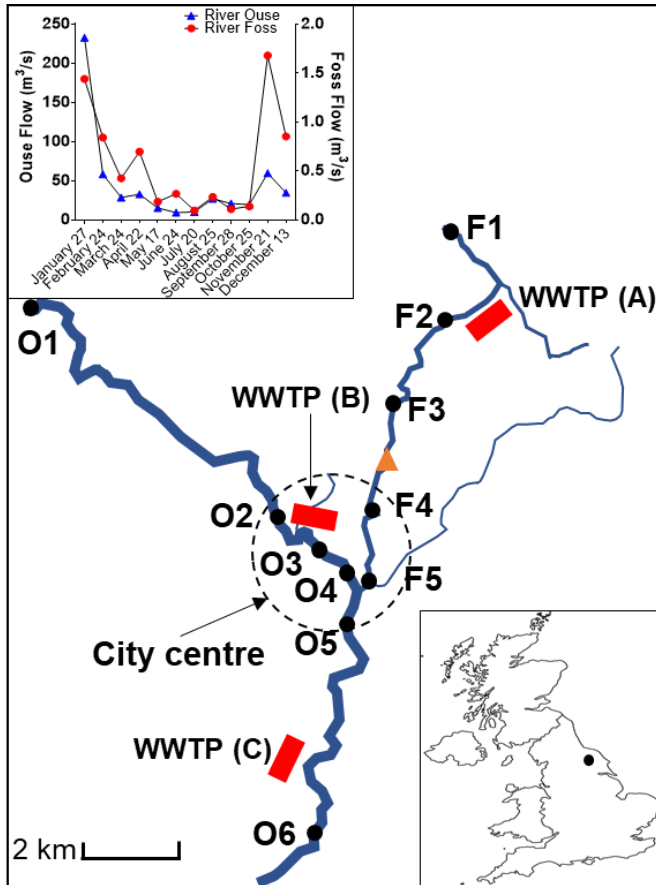 River Ouse
River Foss
250
200
150
100
50
0
2.0
1.5
1.0
0.5
0.0
Ouse Flow (m³/s)
Foss Flow (m³/s)
January 27
February 24
March 24
April 22
May 17
June 24
July 20
August 25
September 28
October 25
November 21
December 13
F1
WWTP (A)
F2
O1
F3
WWTP (B)
O2
F4
O3
O4
F5
City centre
O5
WWTP (C)
O6
2 km